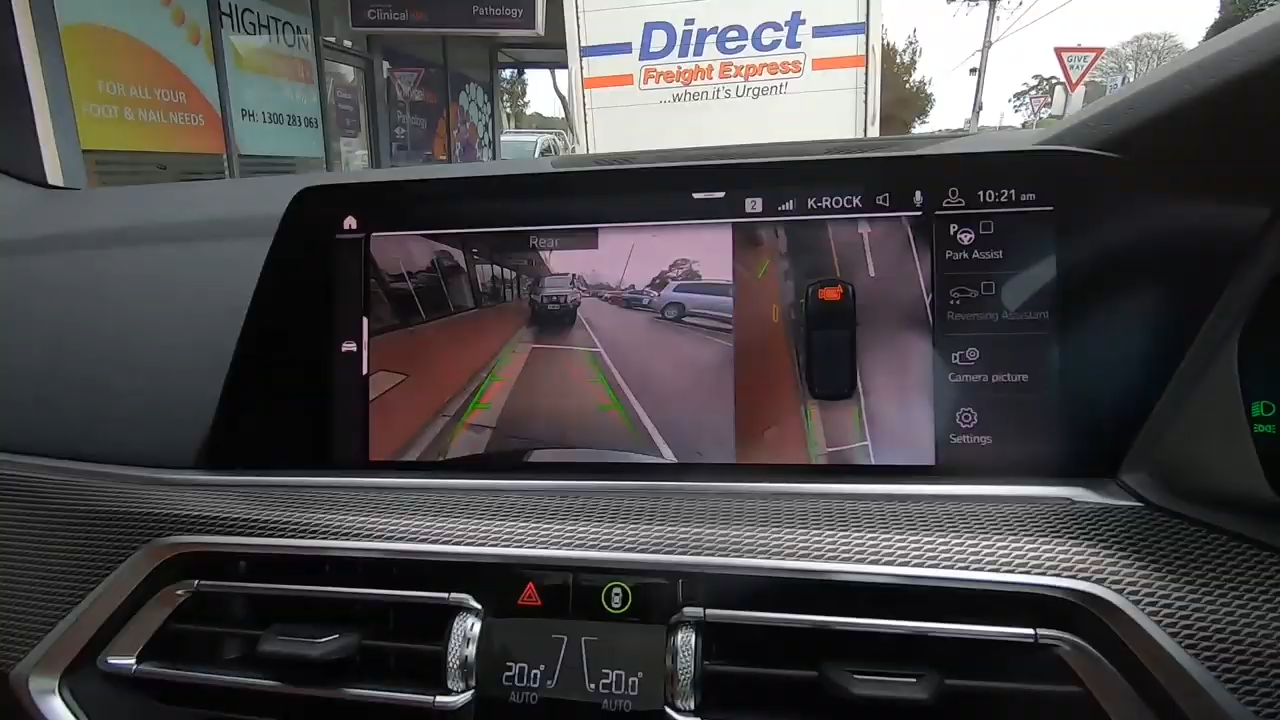 FOR ALL YOUR
FOOT & NAIL NEEDS
HIGHTON
PH: 1300 283 063
Clinical
Pathology
Direct
Freight Express
...when it's Urgent!
GIVE
WAY
2
K-ROCK
10:21 am
Rear
P
Park Assist
Reversing Assistant
Camera picture
Settings
EDGE
20.0°
AUTO
20.0°
AUTO